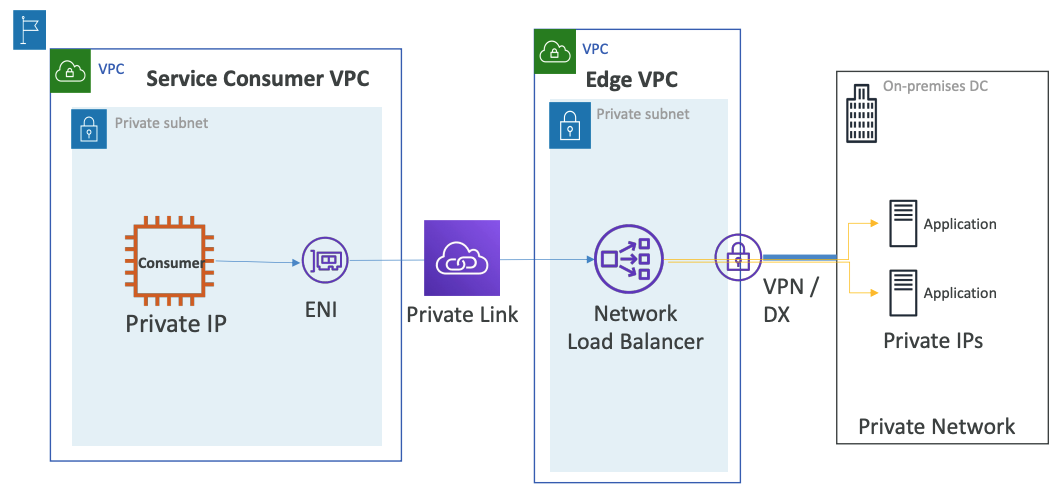 VPC
Service Consumer VPC
Private subnet
Consumer
Private IP
ENI
Private Link
VPC
Edge VPC
Private subnet
Network
Load Balancer
VPN /
DX
On-premises DC
Application
Application
Private IPs
Private Network